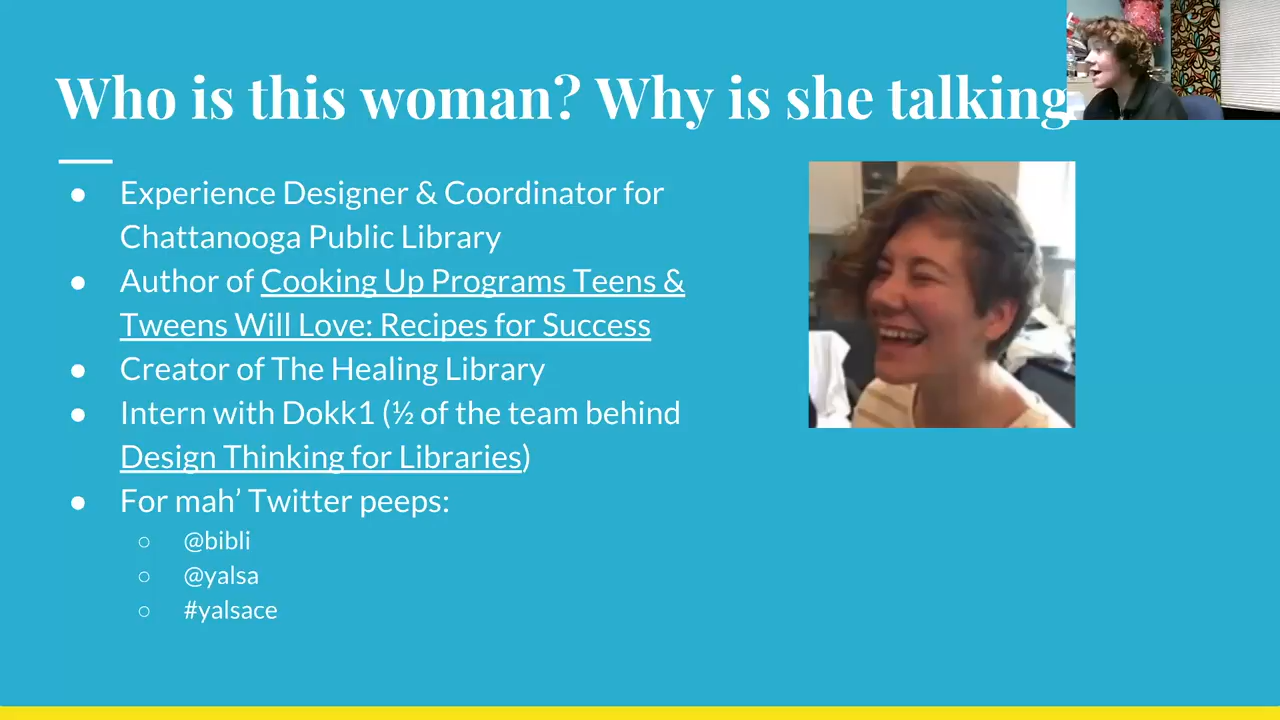 Who is this woman? Why is she talking
● Experience Designer & Coordinator for
Chattanooga Public Library
● Author of Cooking Up Programs Teens &
Tweens Will Love: Recipes for Success
● Creator of The Healing Library
● Intern with Dokk1 (½ of the team behind
Design Thinking for Libraries)
● For mah’ Twitter peeps:
○ @bibli
○ @yalsa
○ #yalsace